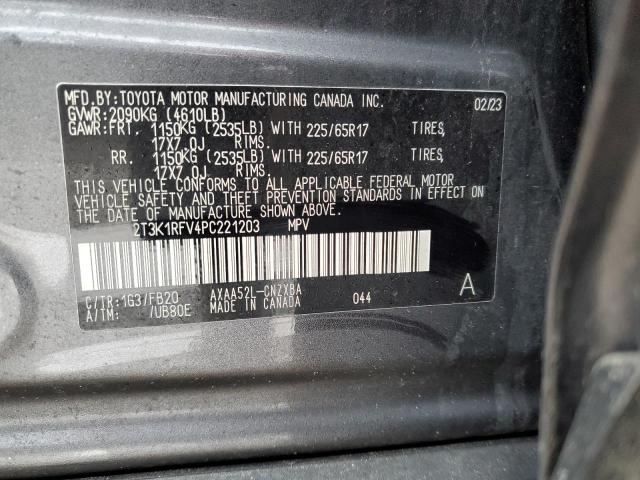 MFD.BY:TOYOTA MOTOR MANUFACTURING CANADA INC. 02/23
GVWR:2090KG (4610LB)
GAWR:FRT. 1150KG (2535LB) WITH 225/65R17 TIRES,
17X7.0J RIMS.
RR. 1150KG (2535LB) WITH 225/65R17 TIRES,
17X7.0J RIMS.
THIS VEHICLE CONFORMS TO ALL APPLICABLE FEDERAL MOTOR
VEHICLE SAFETY AND THEFT PREVENTION STANDARDS IN EFFECT ON
THE DATE OF MANUFACTURE SHOWN ABOVE.
2T3K1RFV4PC221203 MPV
C/TR:1G3/FB20 AXAA52L-CNZXBA
A/TM: /UB80E MADE IN CANADA 044 A